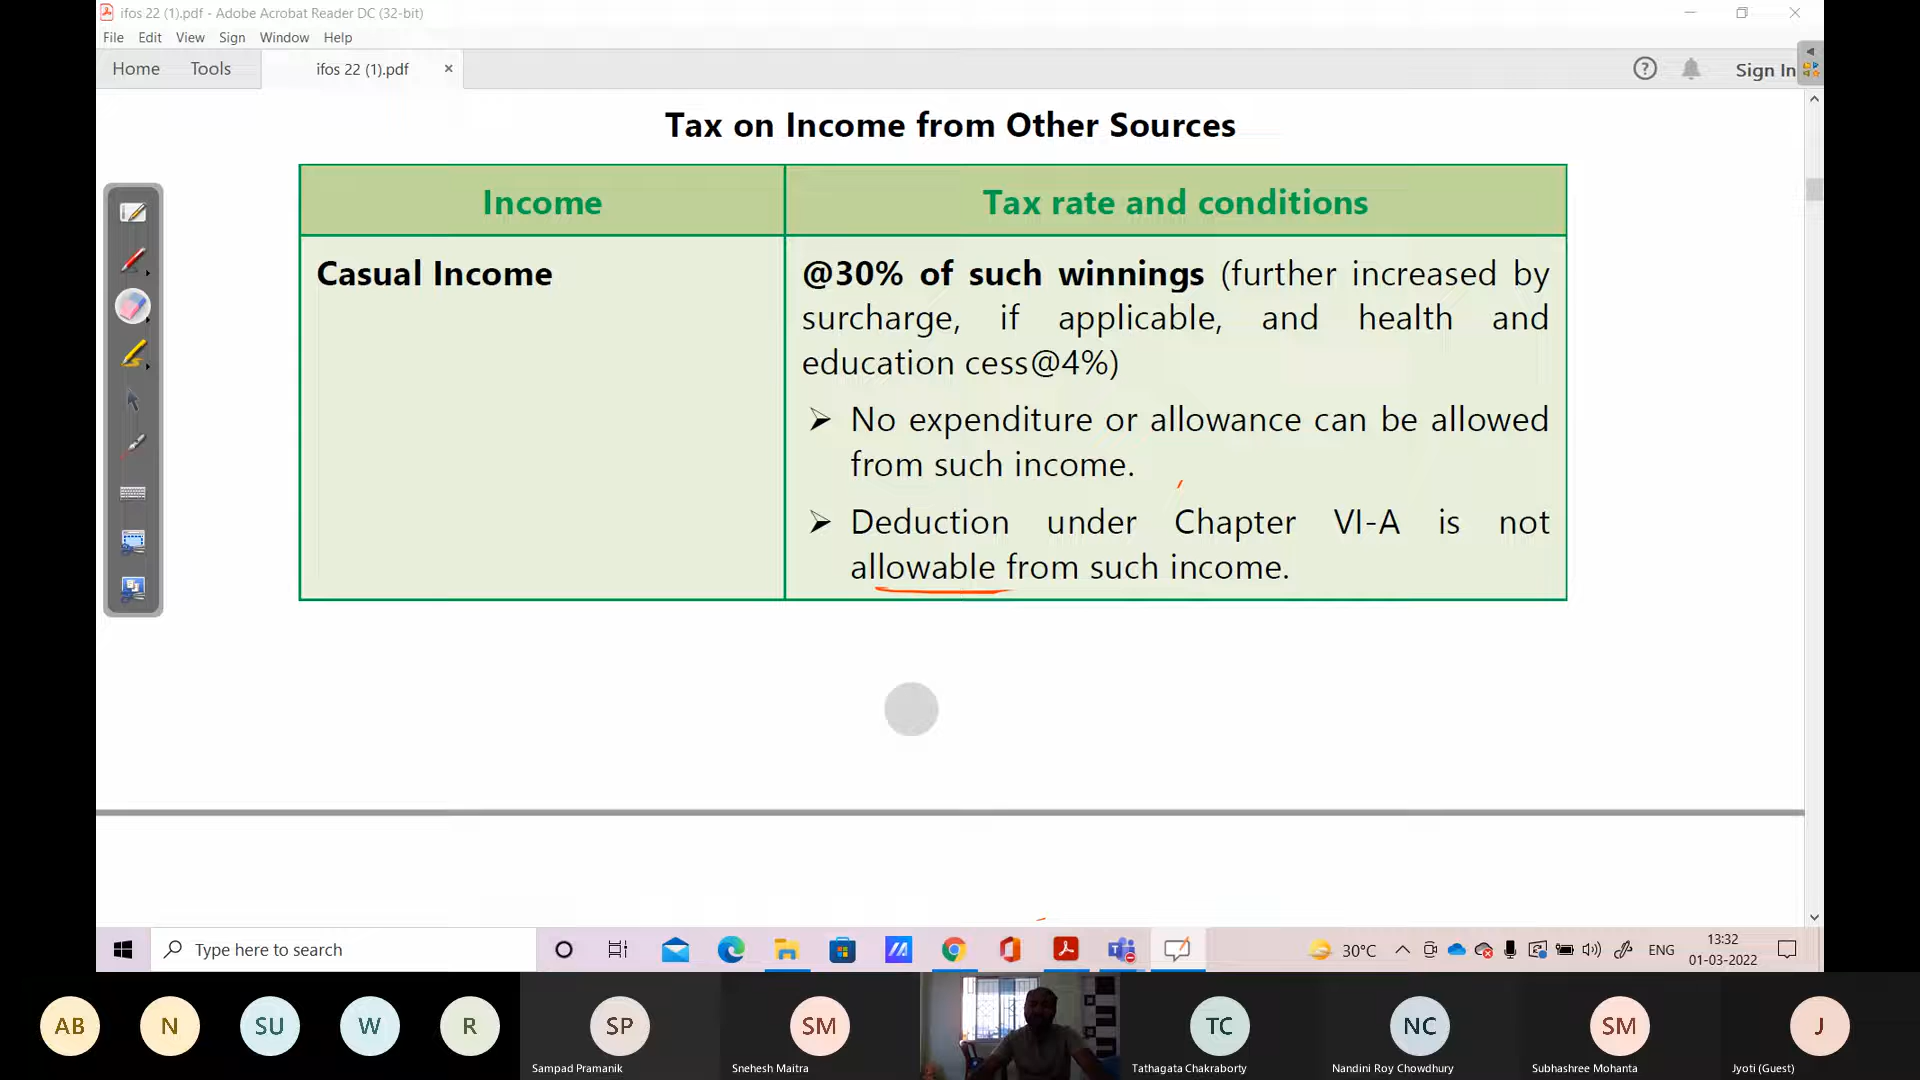 ifos 22 (1).pdf - Adobe Acrobat Reader DC (32-bit)
File Edit View Sign Window Help
Home Tools ifos 22 (1).pdf × Sign In
Tax on Income from Other Sources
Income
Tax rate and conditions
Casual Income
@30% of such winnings (further increased by
surcharge, if applicable, and health and
education cess@4%)
➢ No expenditure or allowance can be allowed
from such income.
➢ Deduction under Chapter VI-A is not
allowable from such income.
Type here to search
30°C
ENG
13:32
01-03-2022
AB N SU W R SP SM TC NC SM J
Sampad Pramanik
Snehesh Maitra
Tathagata Chakraborty
Nandini Roy Chowdhury
Subhashree Mohanta
Jyoti (Guest)